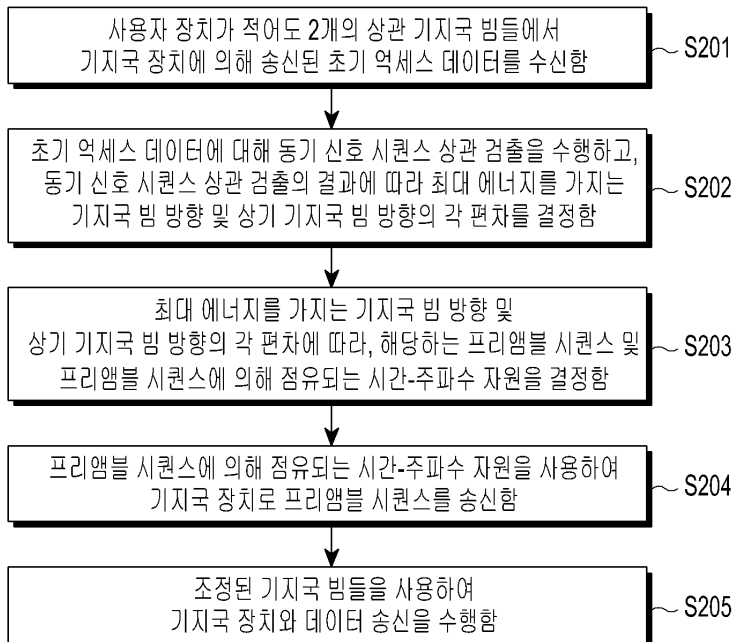 사용자 장치가 적어도 2개의 상관 기지국 빔들에서
기지국 장치에 의해 송신된 초기 억세스 데이터를 수신함
S201
초기 억세스 데이터에 대해 동기 신호 시퀀스 상관 검출을 수행하고,
동기 신호 시퀀스 상관 검출의 결과에 따라 최대 에너지를 가지는
기지국 빔 방향 및 상기 기지국 빔 방향의 각 편차를 결정함
S202
최대 에너지를 가지는 기지국 빔 방향 및
상기 기지국 빔 방향의 각 편차에 따라, 해당하는 프리앰블 시퀀스 및
프리앰블 시퀀스에 의해 점유되는 시간-주파수 자원을 결정함
S203
프리앰블 시퀀스에 의해 점유되는 시간-주파수 자원을 사용하여
기지국 장치로 프리앰블 시퀀스를 송신함
S204
조정된 기지국 빔들을 사용하여
기지국 장치와 데이터 송신을 수행함
S205